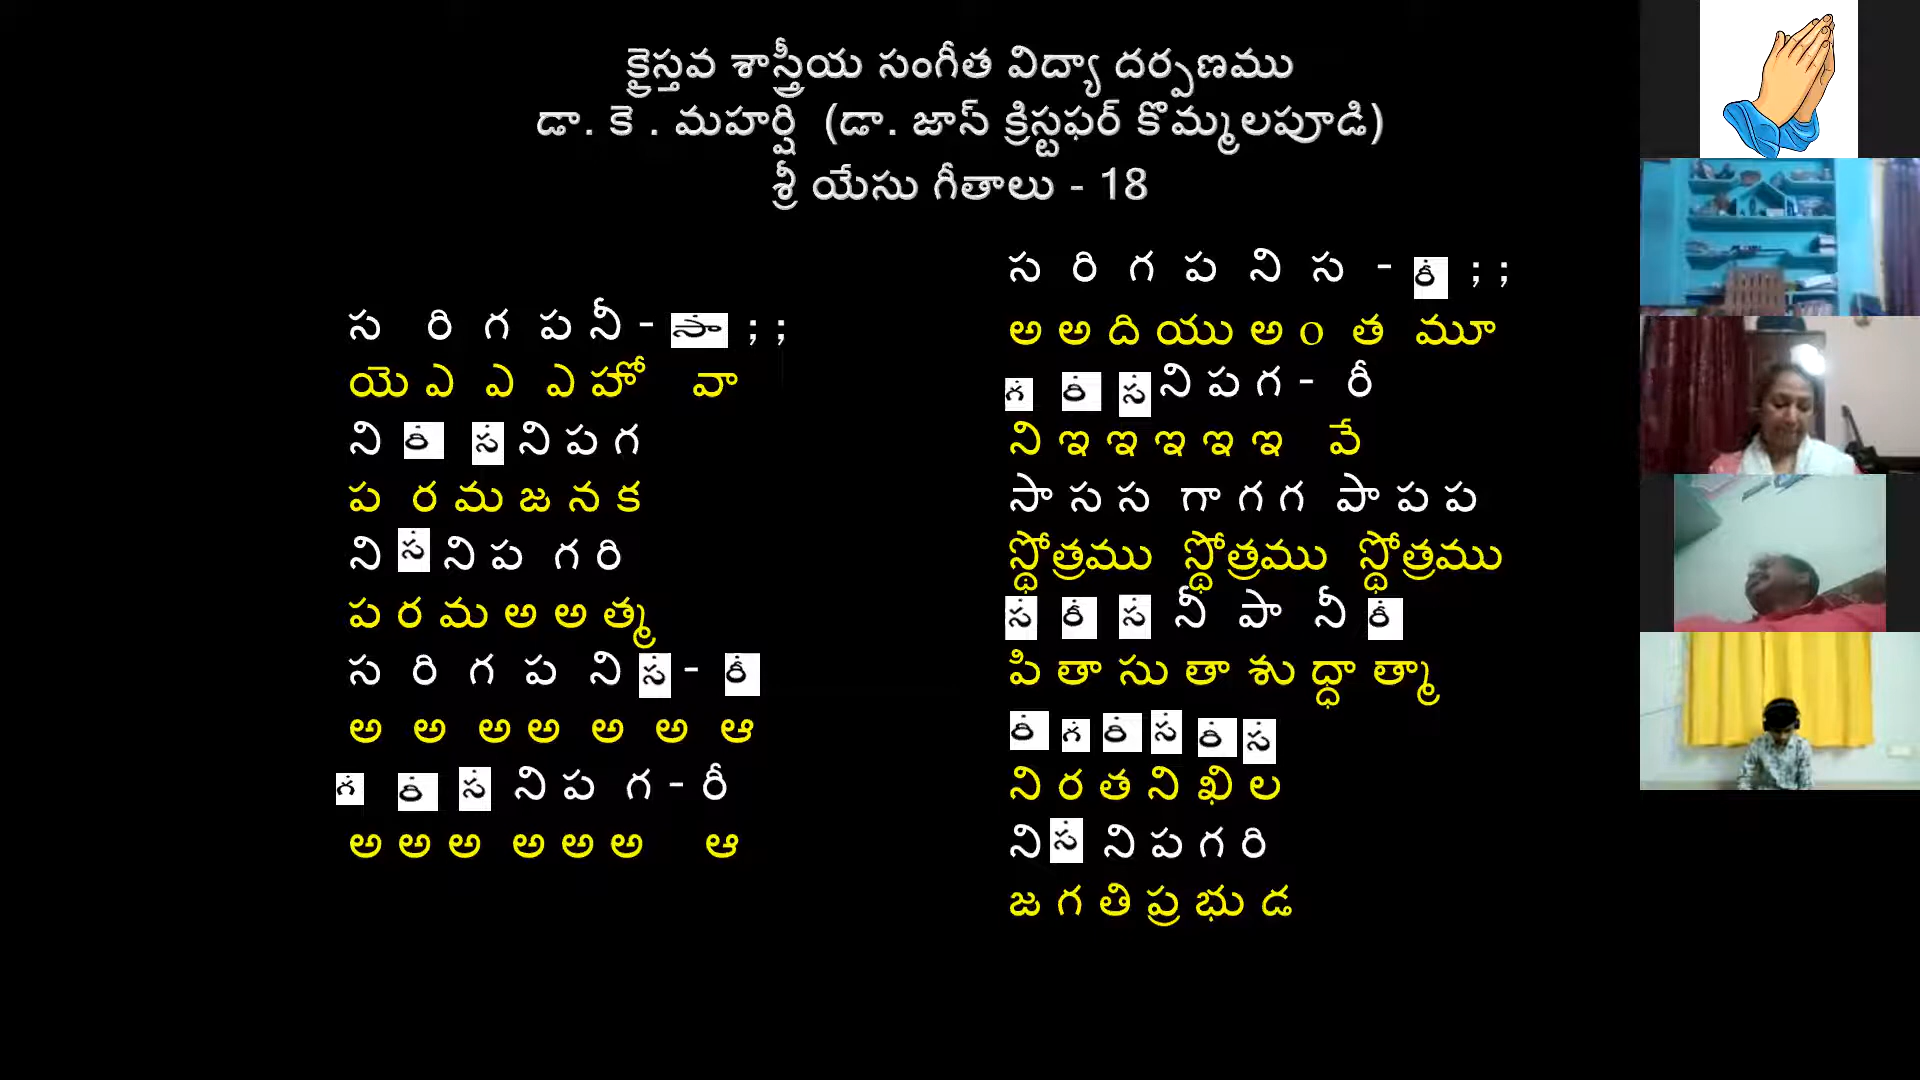 క్రైస్తవ శాస్త్రీయ సంగీత విద్యా దర్పణము
డా. కె . మహర్షి (డా. జాన్ క్రిస్టఫర్ కొమ్మలపూడి)
శ్రీ యేసు గీతాలు - 18
స రి గ ప నీ - సా ; ;
యె ఎ ఎ ఎ హో వా
ని రి స ని ప గ
ప ర మ జ న క
ని స ని ప గ రి
ప ర మ అ అ త్మ
స రి గ ప ని స - రీ
అ అ అ అ అ అ ఆ
గ రి స ని ప గ - రీ
అ అ అ అ అ అ ఆ
స రి గ ప ని స - రీ ; ;
అ అ ది యు అ ం త మూ
గ రి స ని ప గ - రీ
ని ఇ ఇ ఇ ఇ ఇ వే
సా స స గా గ గ పా ప ప
స్థోత్రము స్థోత్రము స్థోత్రము
స రీ స నీ పా నీ రీ
పి తా సు తా శు ద్ధా త్మా
రి గ రి స రి స
ని ర త ని ఖి ల
ని స ని ప గ రి
జ గ తి ప్ర భు డ